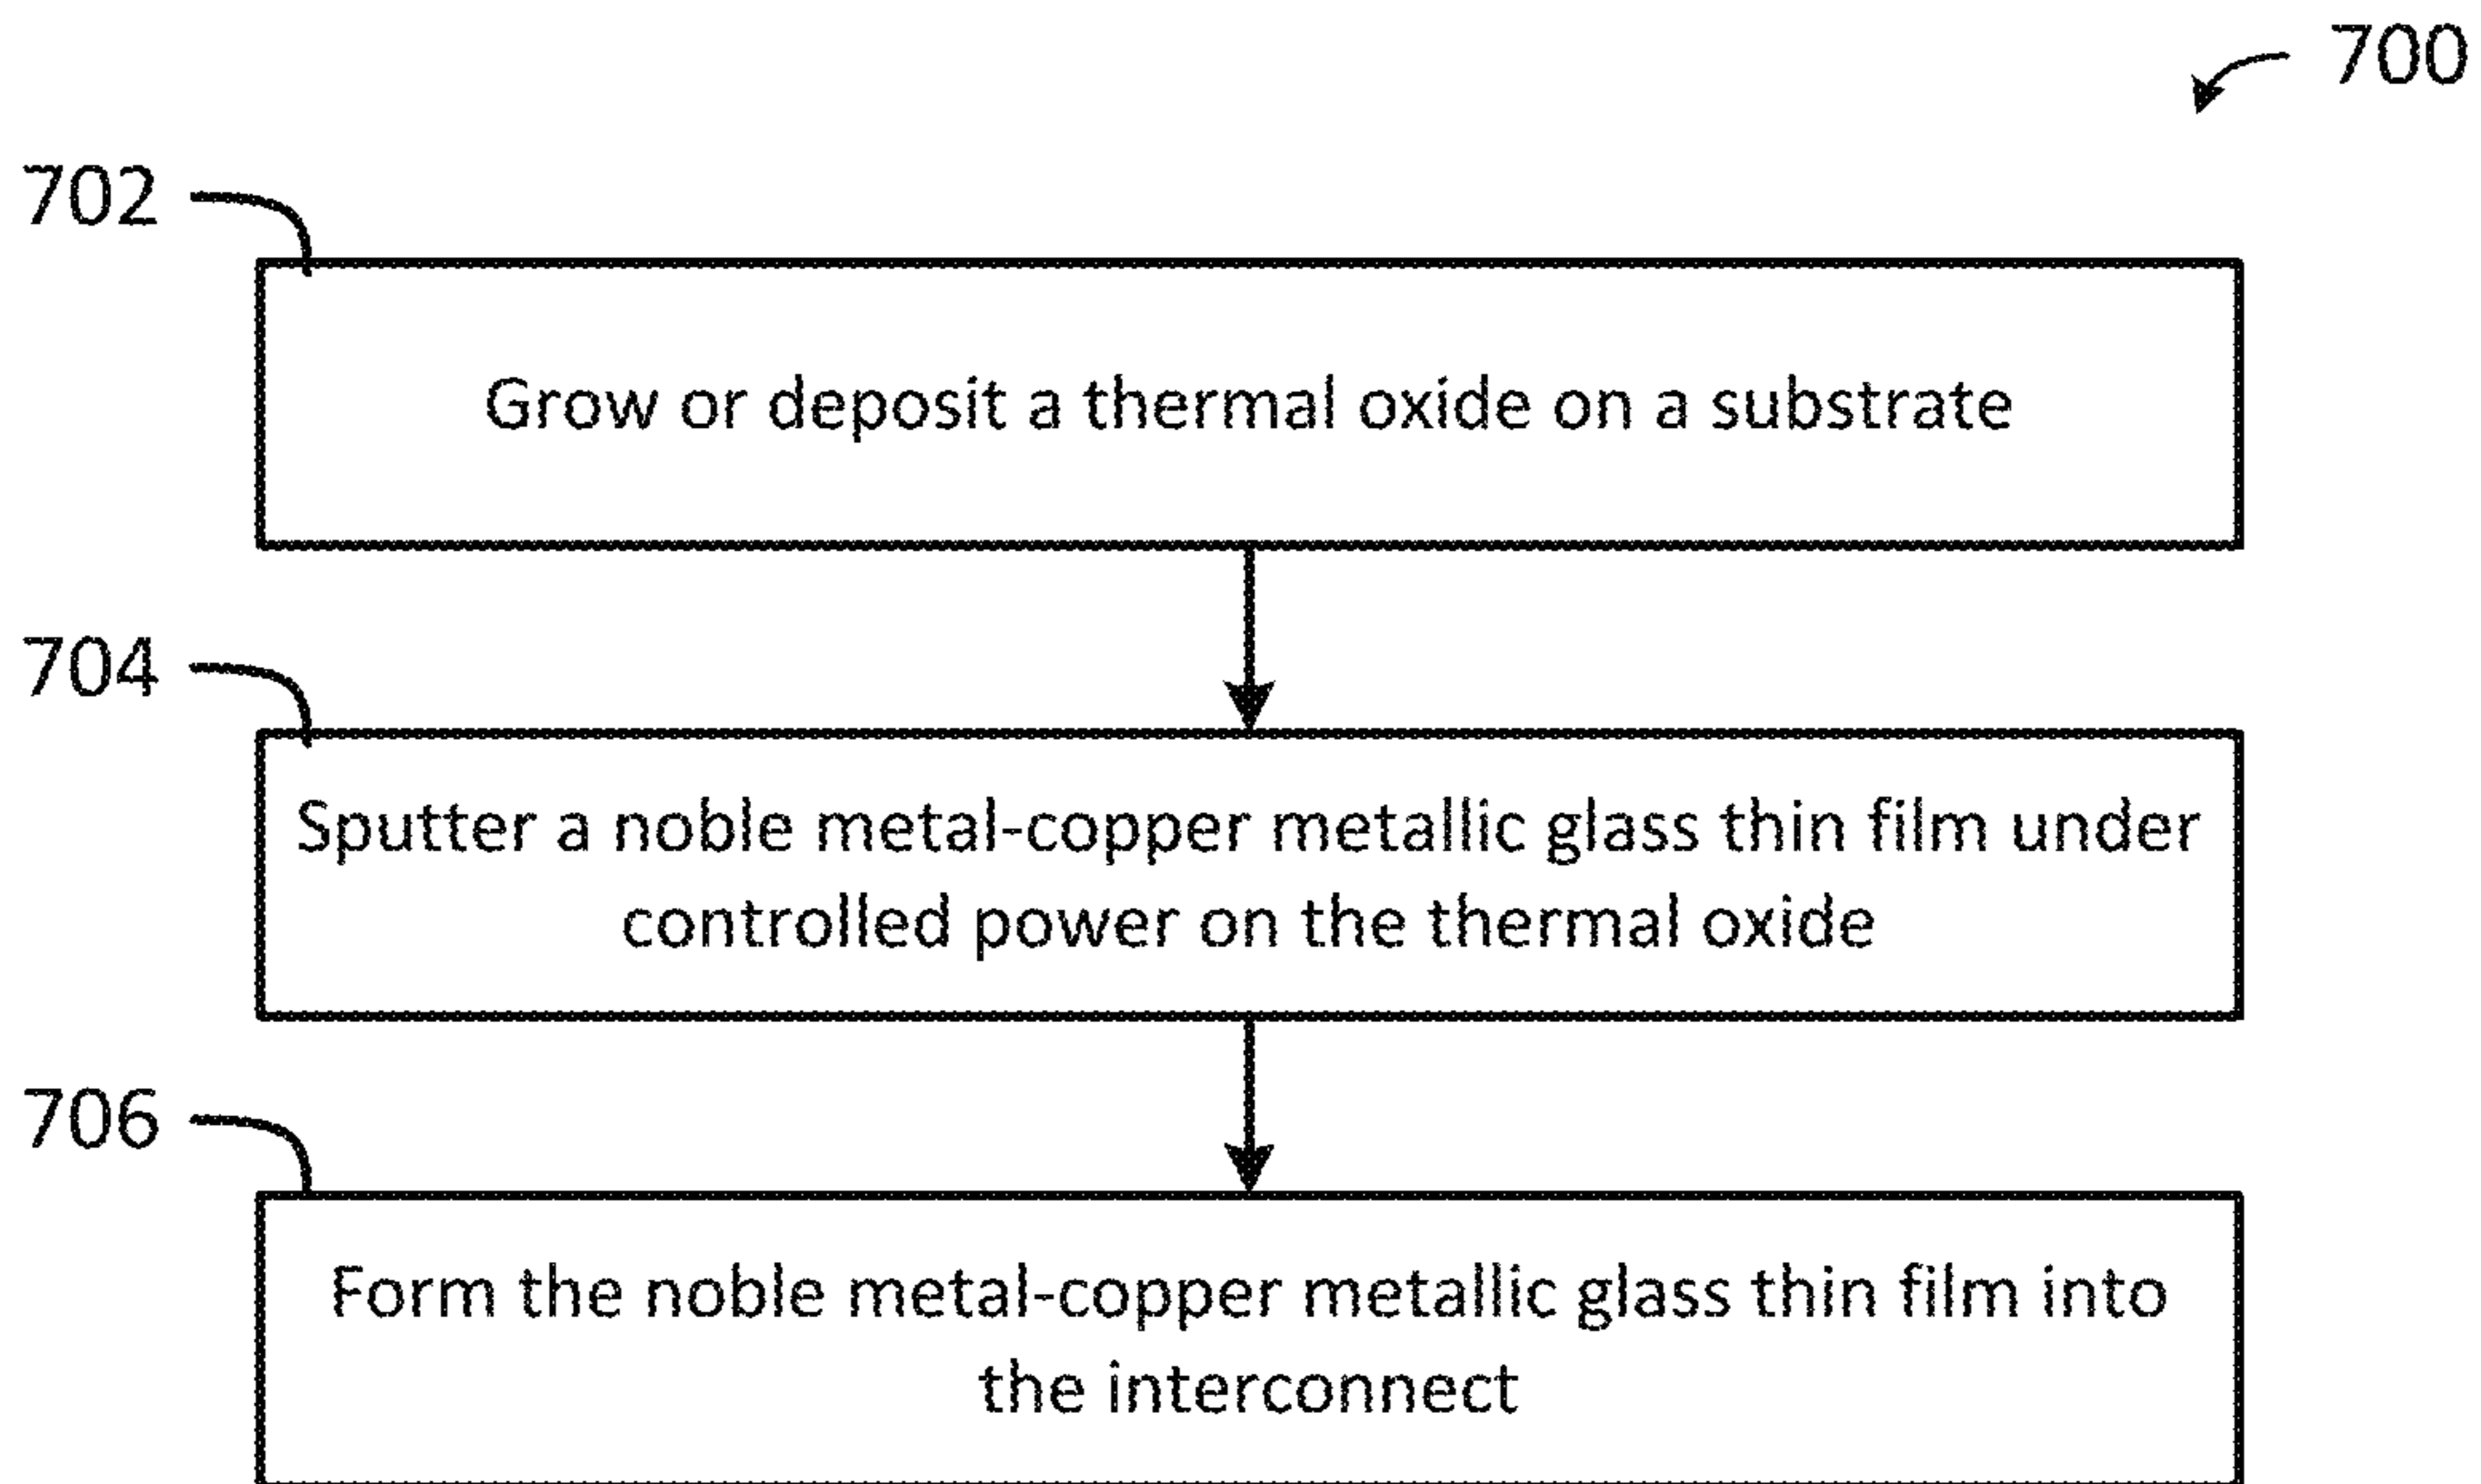 700
702
Grow or deposit a thermal oxide on a substrate
704
Sputter a noble metal-copper metallic glass thin film under
controlled power on the thermal oxide
706
Form the noble metal-copper metallic glass thin film into
the interconnect